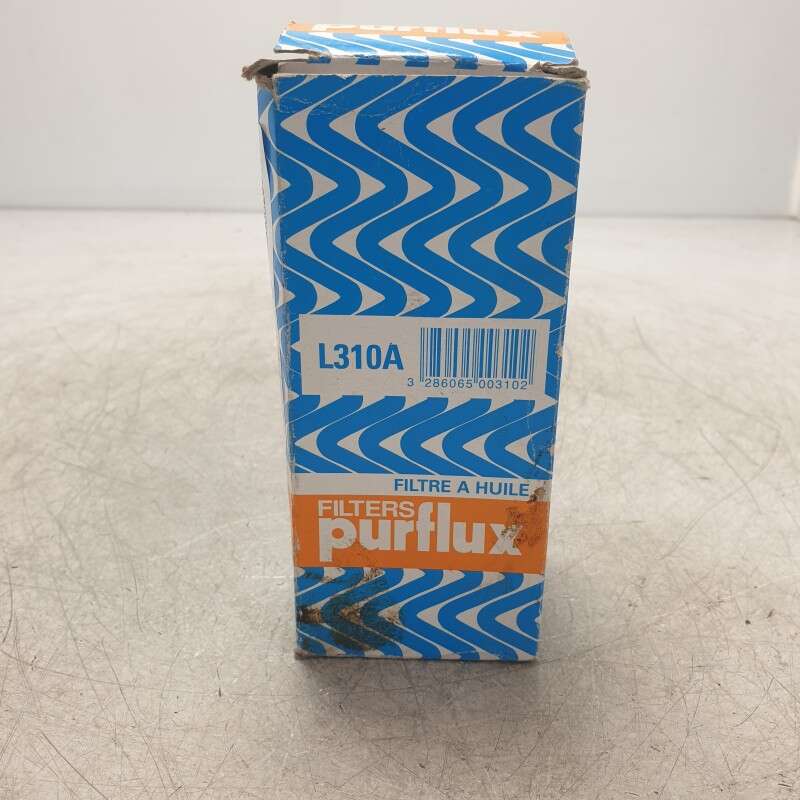 purflux
L310A
3 286065 003102
FILTRE A HUILE
FILTERS
purflux